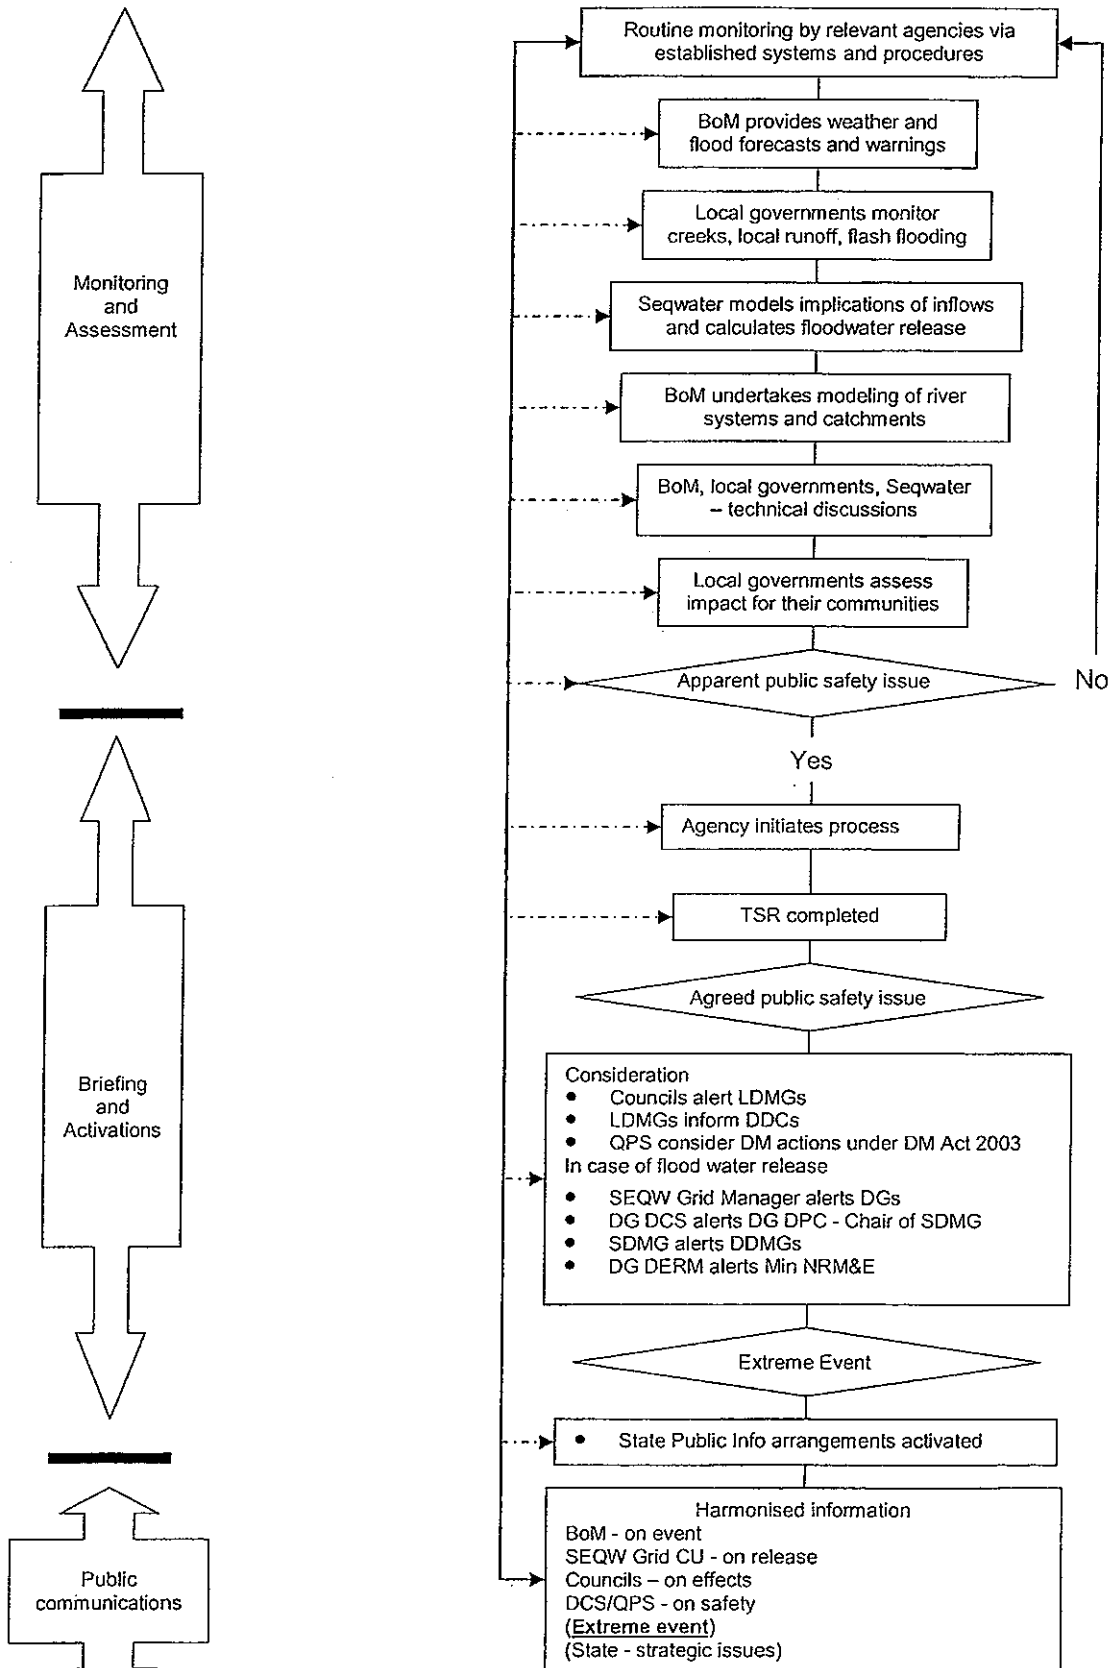 Routine monitoring by relevant agencies via
established systems and procedures
BoM provides weather and
flood forecasts and warnings
Local governments monitor
creeks, local runoff, flash flooding
Monitoring
and
Assessment
Seqwater models implications of inflows
and calculates floodwater release
BoM undertakes modeling of river
systems and catchments
BoM, local governments, Seqwater
– technical discussions
Local governments assess
impact for their communities
Apparent public safety issue
No
Yes
Agency initiates process
TSR completed
Agreed public safety issue
Briefing
and
Activations
Consideration
• Councils alert LDMGs
• LDMGs inform DDCs
• QPS consider DM actions under DM Act 2003
In case of flood water release
• SEQW Grid Manager alerts DGs
• DG DCS alerts DG DPC - Chair of SDMG
• SDMG alerts DDMGs
• DG DERM alerts Min NRM&E
Extreme Event
• State Public Info arrangements activated
Public
communications
Harmonised information
BoM - on event
SEQW Grid CU - on release
Councils – on effects
DCS/QPS - on safety
(Extreme event)
(State - strategic issues)